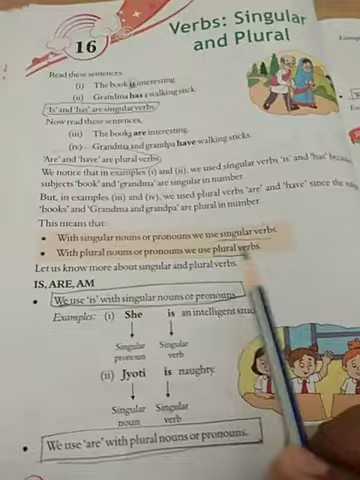 16
Verbs: Singular
and Plural
Read these sentences.
(i) The book is interesting.
(ii) Grandma has a walking stick.
'Is' and 'has' are singular verbs.
Now read these sentences.
(iii) The books are interesting.
(iv) Grandma and grandpa have walking sticks.
'Are' and 'have' are plural verbs.
We notice that in examples (i) and (ii), we used singular verbs 'is' and 'has' because
subjects 'book' and 'grandma' are singular in number.
But, in examples (iii) and (iv), we used plural verbs 'are' and 'have' since the
'books' and 'Grandma and grandpa' are plural in number.
This means that:
• With singular nouns or pronouns we use singular verbs.
• With plural nouns or pronouns we use plural verbs.
Let us know more about singular and plural verbs.
IS, ARE, AM
• We use 'is' with singular nouns or pronouns
Examples: (i) She is an intelligent
Singular pronoun Singular verb
(ii) Jyoti is naughty.
Singular noun Singular verb
• We use 'are' with plural nouns or pronouns.